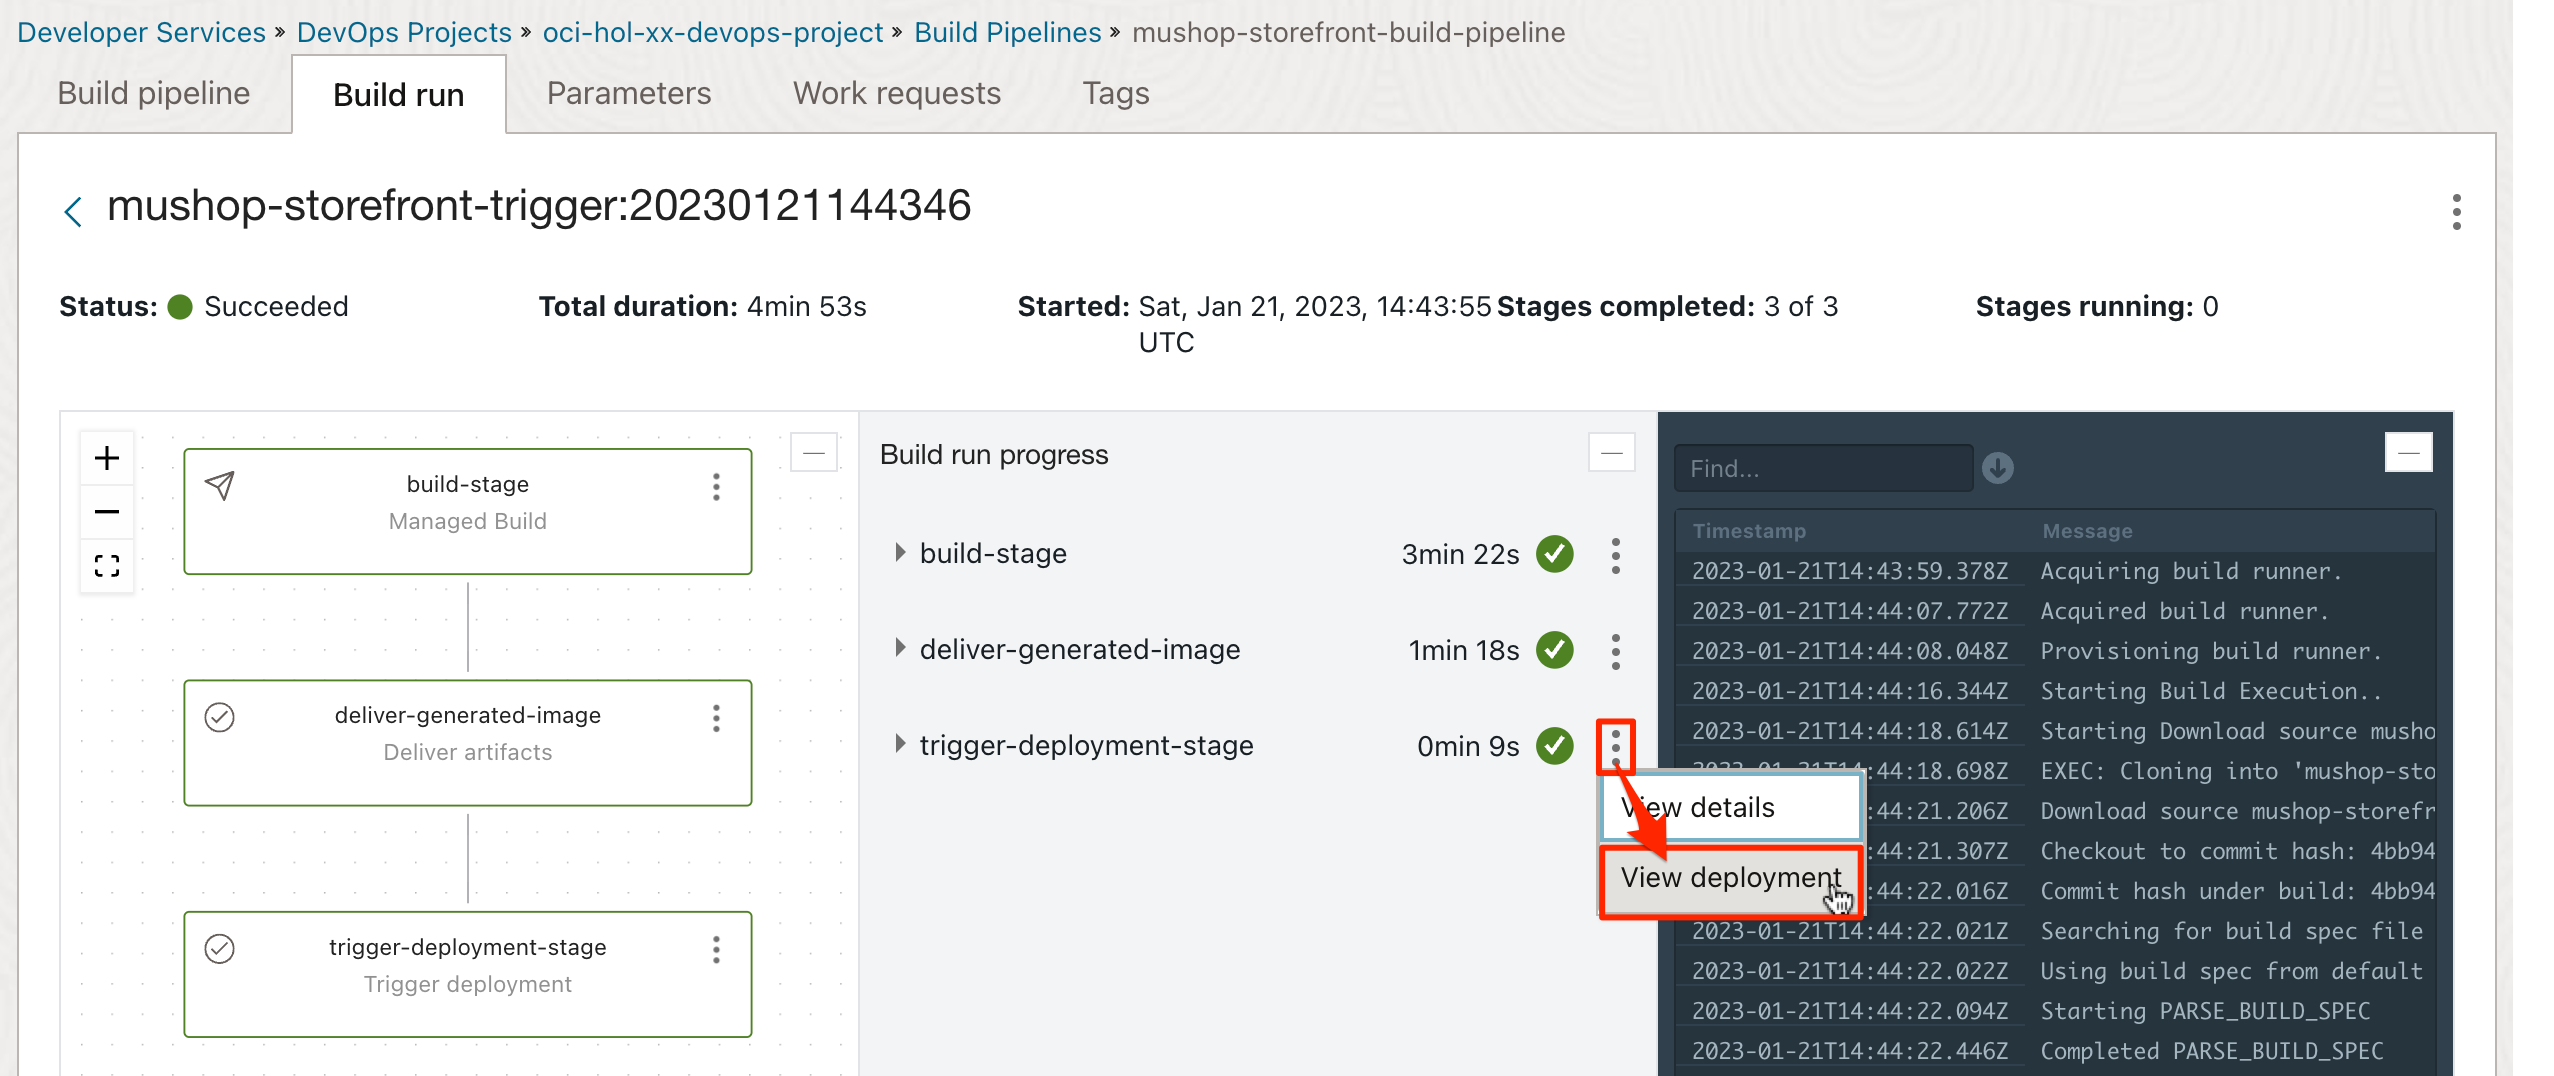 Developer Services » DevOps Projects » oci-hol-xx-devops-project » Build Pipelines » mushop-storefront-build-pipeline
Build pipeline
Build run
Parameters
Work requests
Tags
mushop-storefront-trigger:20230121144346
Status: Succeeded
Total duration: 4min 53s
Started: Sat, Jan 21, 2023, 14:43:55
UTC
Stages completed: 3 of 3
Stages running: 0
build-stage
Managed Build
deliver-generated-image
Deliver artifacts
trigger-deployment-stage
Trigger deployment
Build run progress
build-stage 3min 22s
deliver-generated-image 1min 18s
trigger-deployment-stage 0min 9s
View details
View deployment
Find...
Timestamp Message
2023-01-21T14:43:59.378Z Acquiring build runner.
2023-01-21T14:44:07.772Z Acquired build runner.
2023-01-21T14:44:08.048Z Provisioning build runner.
2023-01-21T14:44:16.344Z Starting Build Execution..
2023-01-21T14:44:18.614Z Starting Download source musho
:44:18.698Z EXEC: Cloning into 'mushop-sto
:44:21.206Z Download source mushop-storefr
:44:21.307Z Checkout to commit hash: 4bb94
:44:22.016Z Commit hash under build: 4bb94
2023-01-21T14:44:22.021Z Searching for build spec file
2023-01-21T14:44:22.022Z Using build spec from default
2023-01-21T14:44:22.094Z Starting PARSE_BUILD_SPEC
2023-01-21T14:44:22.446Z Completed PARSE_BUILD_SPEC